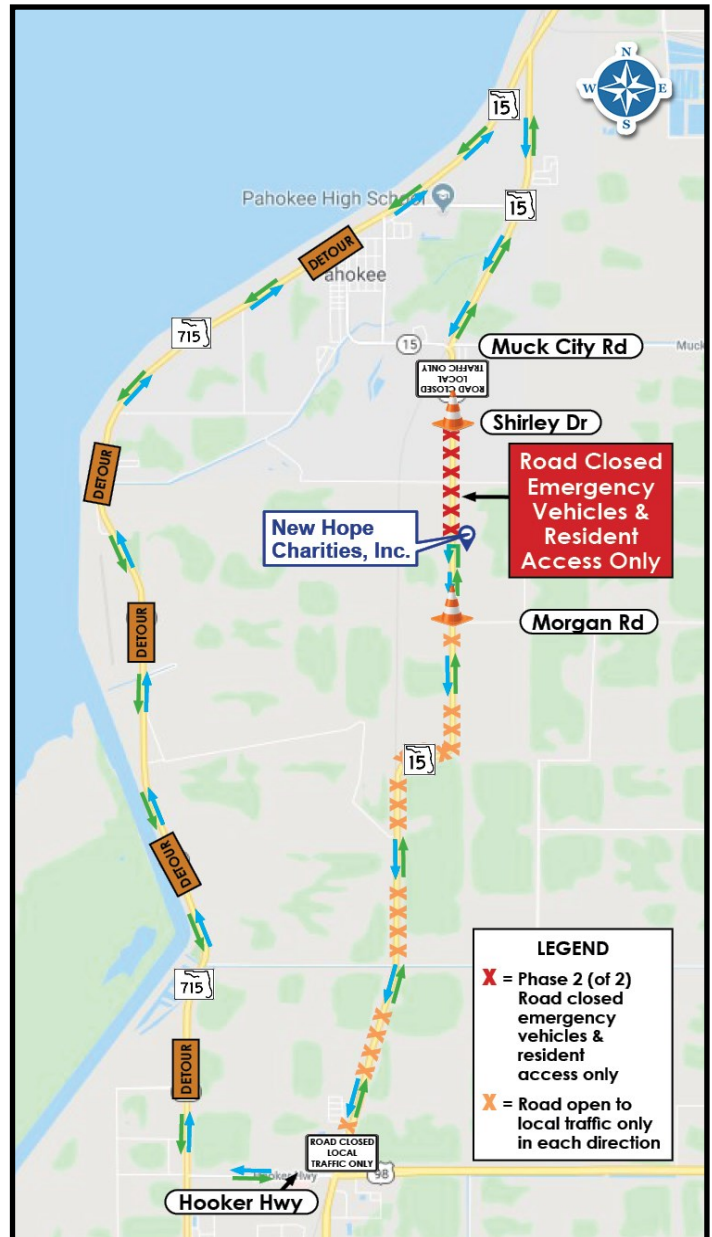 N
W
E
S
15
Pahokee High School
15
DETOUR
ahokee
715
15
Muck City Rd
Muck
ROAD CLOSED
LOCAL
TRAFFIC ONLY
Shirley Dr
DETOUR
Road Closed
Emergency
Vehicles &
Resident
Access Only
New Hope
Charities, Inc.
DETOUR
Morgan Rd
15
DETOUR
715
LEGEND
X = Phase 2 (of 2)
Road closed
emergency
vehicles &
resident
access only
X = Road open to
local traffic only
in each direction
DETOUR
ROAD CLOSED
LOCAL
TRAFFIC ONLY
Hooker Hwy
98
Hooker Hwy